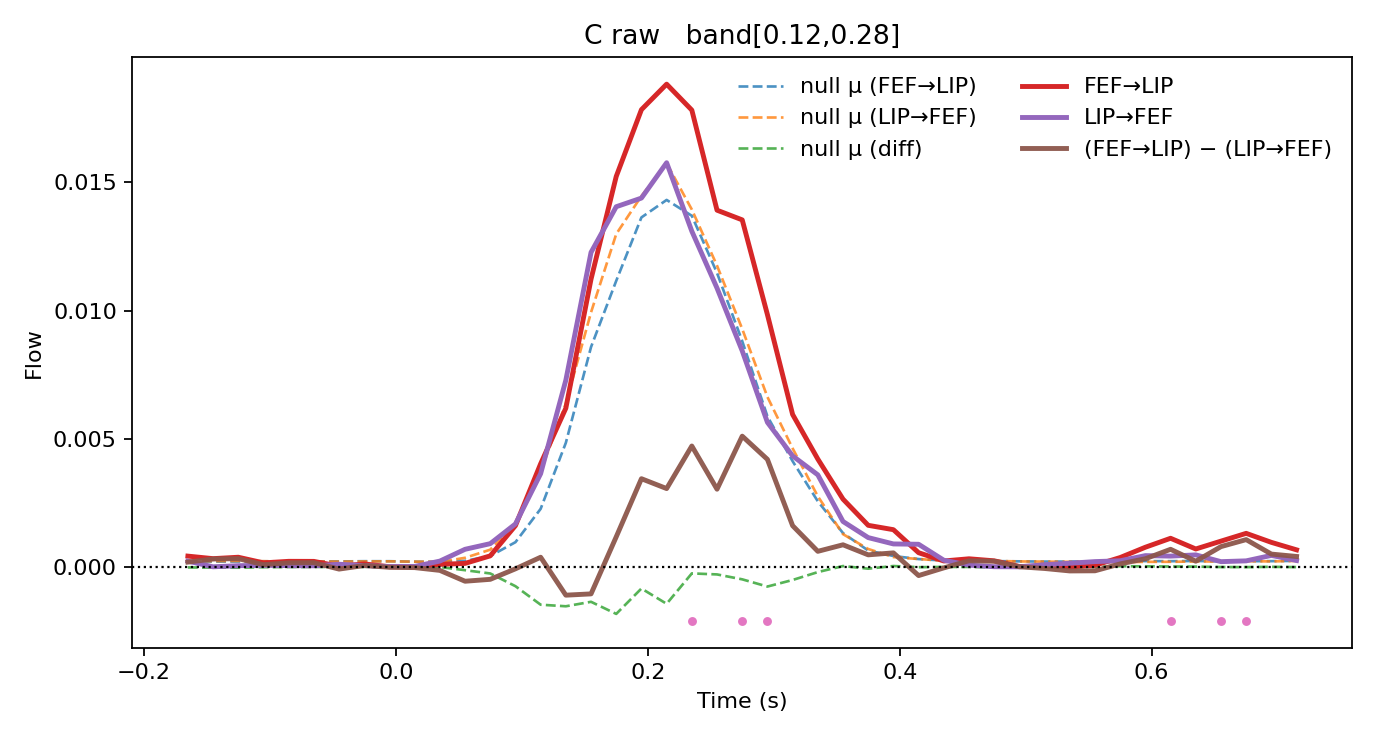 C raw   band[0.12,0.28]
null μ (FEF→LIP)
null μ (LIP→FEF)
null μ (diff)
FEF→LIP
LIP→FEF
(FEF→LIP) − (LIP→FEF)
Flow
0.015
0.010
0.005
0.000
−0.2
0.0
0.2
0.4
0.6
Time (s)